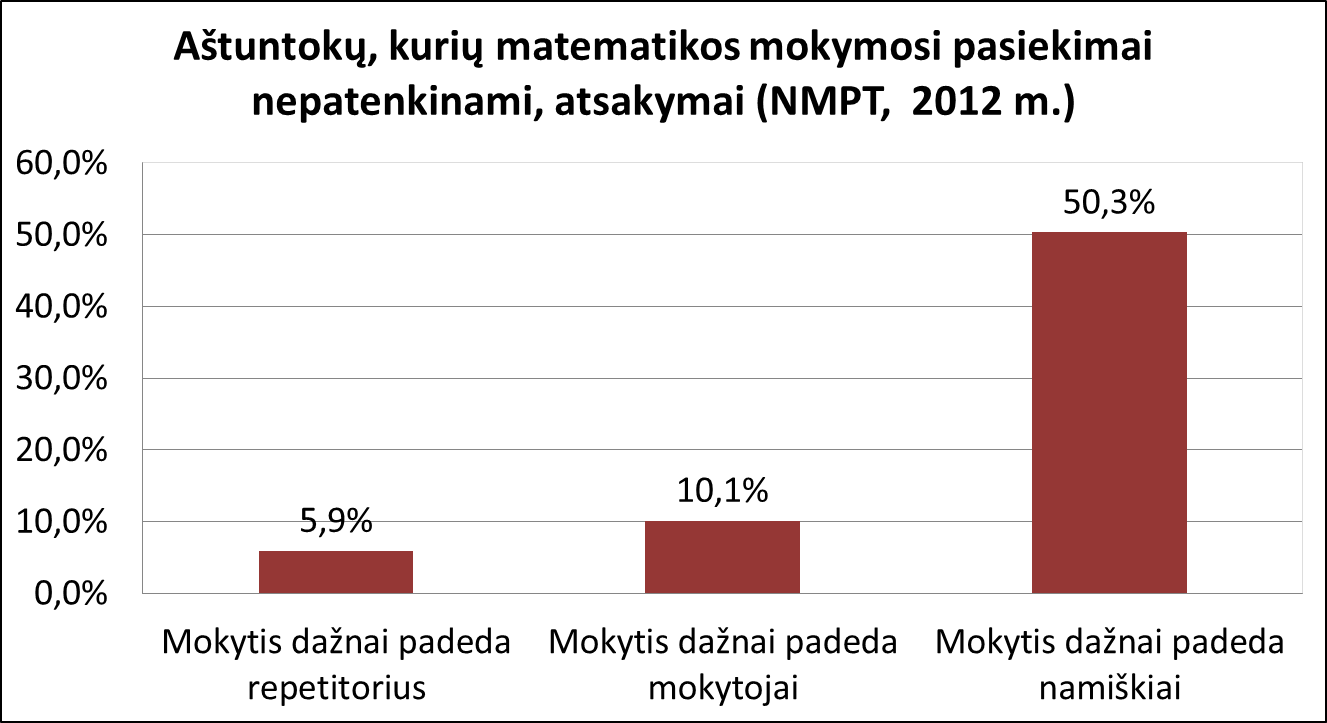 Aštuntokų, kurių matematikos mokymosi pasiekimai
nepatenkinami, atsakymai (NMPT,  2012 m.)
60,0%
50,0%
40,0%
30,0%
20,0%
10,0%
0,0%
5,9%
10,1%
50,3%
Mokytis dažnai padeda
repetitorius
Mokytis dažnai padeda
mokytojai
Mokytis dažnai padeda
namiškiai